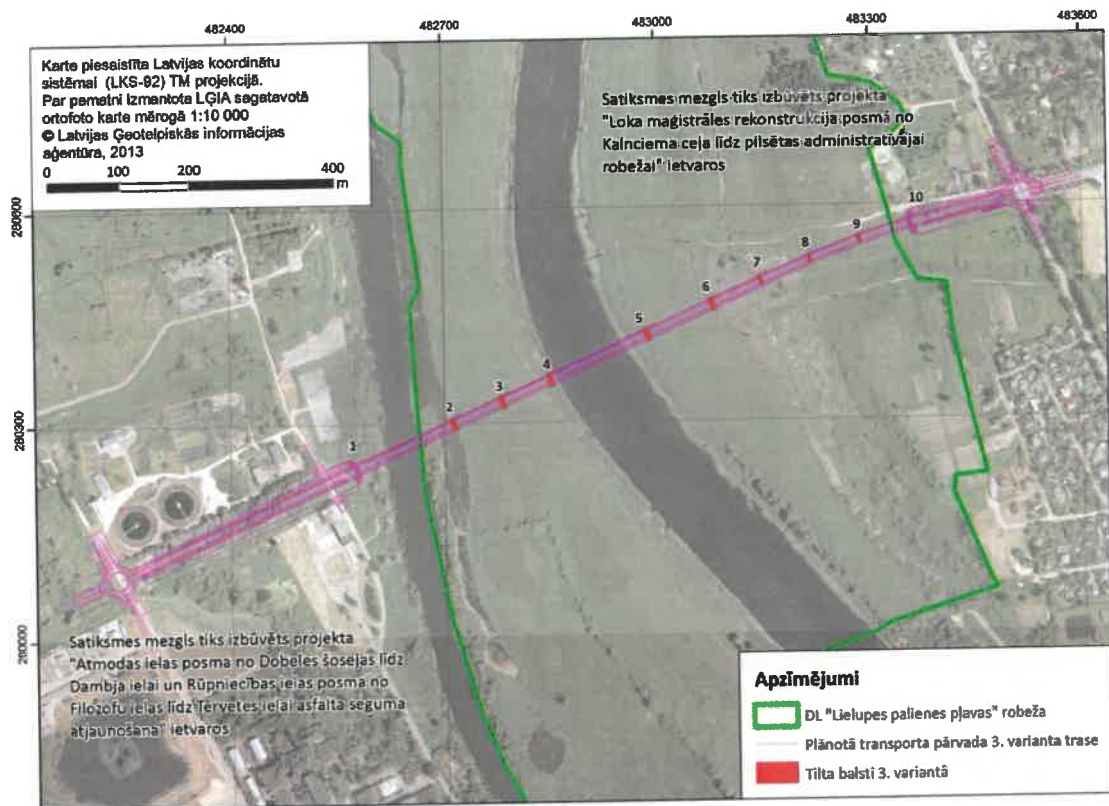 482400
482700
483000
483300
483600
Karte piesaistīta Latvijas koordinātu
sistēmai (LKS-92) TM projekcijā.
Par pamatni izmantota LĢIA sagatavotā
ortofoto karte mērogā 1:10 000
© Latvijas Ģeotelpiskās informācijas
aģentūra, 2013
0 100 200 400
m
Satiksmes mezgls tiks izbūvēts projekta
"Loka maģistrāles rekonstrukcija posmā no
Kalnciema ceļa līdz pilsētas administratīvajai
robežai" ietvaros
280600
280300
280000
10
9
8
7
6
5
4
3
2
1
Satiksmes mezgls tiks izbūvēts projekta
"Atmodas ielas posma no Dobeles šosejas līdz
Dambja ielai un Rūpniecības ielas posma no
Filozofu ielas līdz Tērvetes ielai asfalta seguma
atjaunošana" ietvaros
Apzīmējumi
DL "Lielupes palienes pļavas" robeža
Plānotā transporta pārvada 3. varianta trase
Tilta balsti 3. variantā